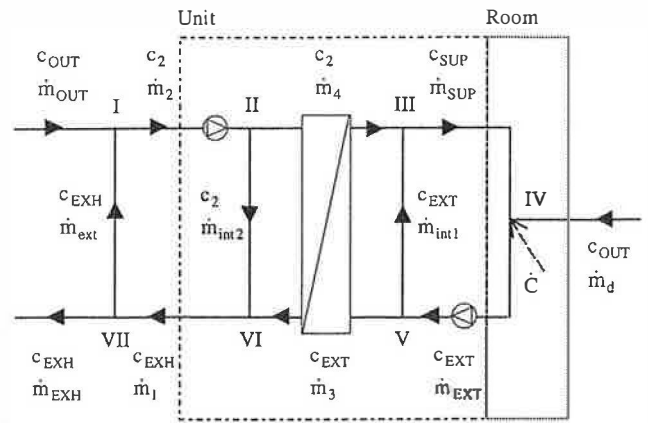 Unit
Room
c_OUT
ṁ_OUT
I
c_2
ṁ_2
II
c_2
ṁ_4
III
c_SUP
ṁ_SUP
c_EXH
ṁ_ext
c_2
ṁ_int2
c_EXT
ṁ_int1
IV
c_OUT
ṁ_d
Ċ
VII
VI
V
c_EXH
ṁ_EXH
c_EXH
ṁ_1
c_EXT
ṁ_3
c_EXT
ṁ_EXT